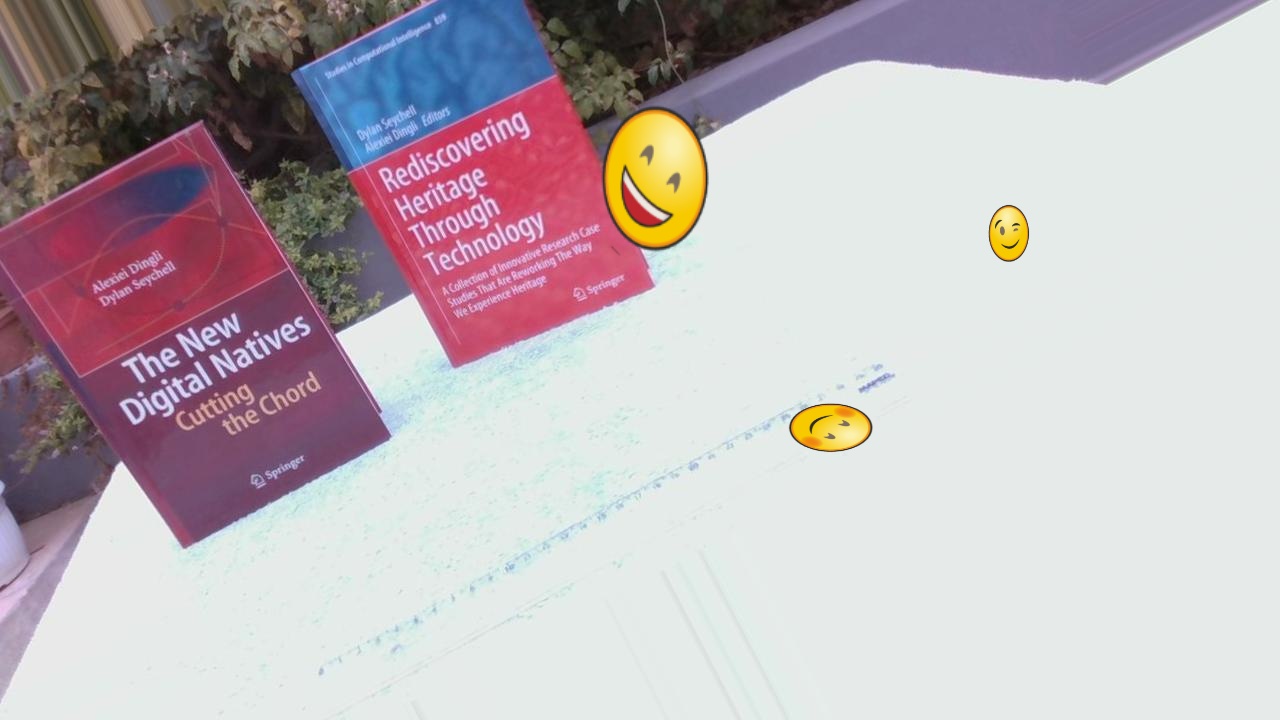 Alexiei Dingli
Dylan Seychell
The New
Digital Natives
Cutting
the Chord
Springer
Studies in Computational Intelligence 859
Dylan Seychell
Alexiei Dingli Editors
Rediscovering
Heritage
Through
Technology
A Collection of Innovative Research Case
Studies That Are Reworking The Way
We Experience Heritage
Springer